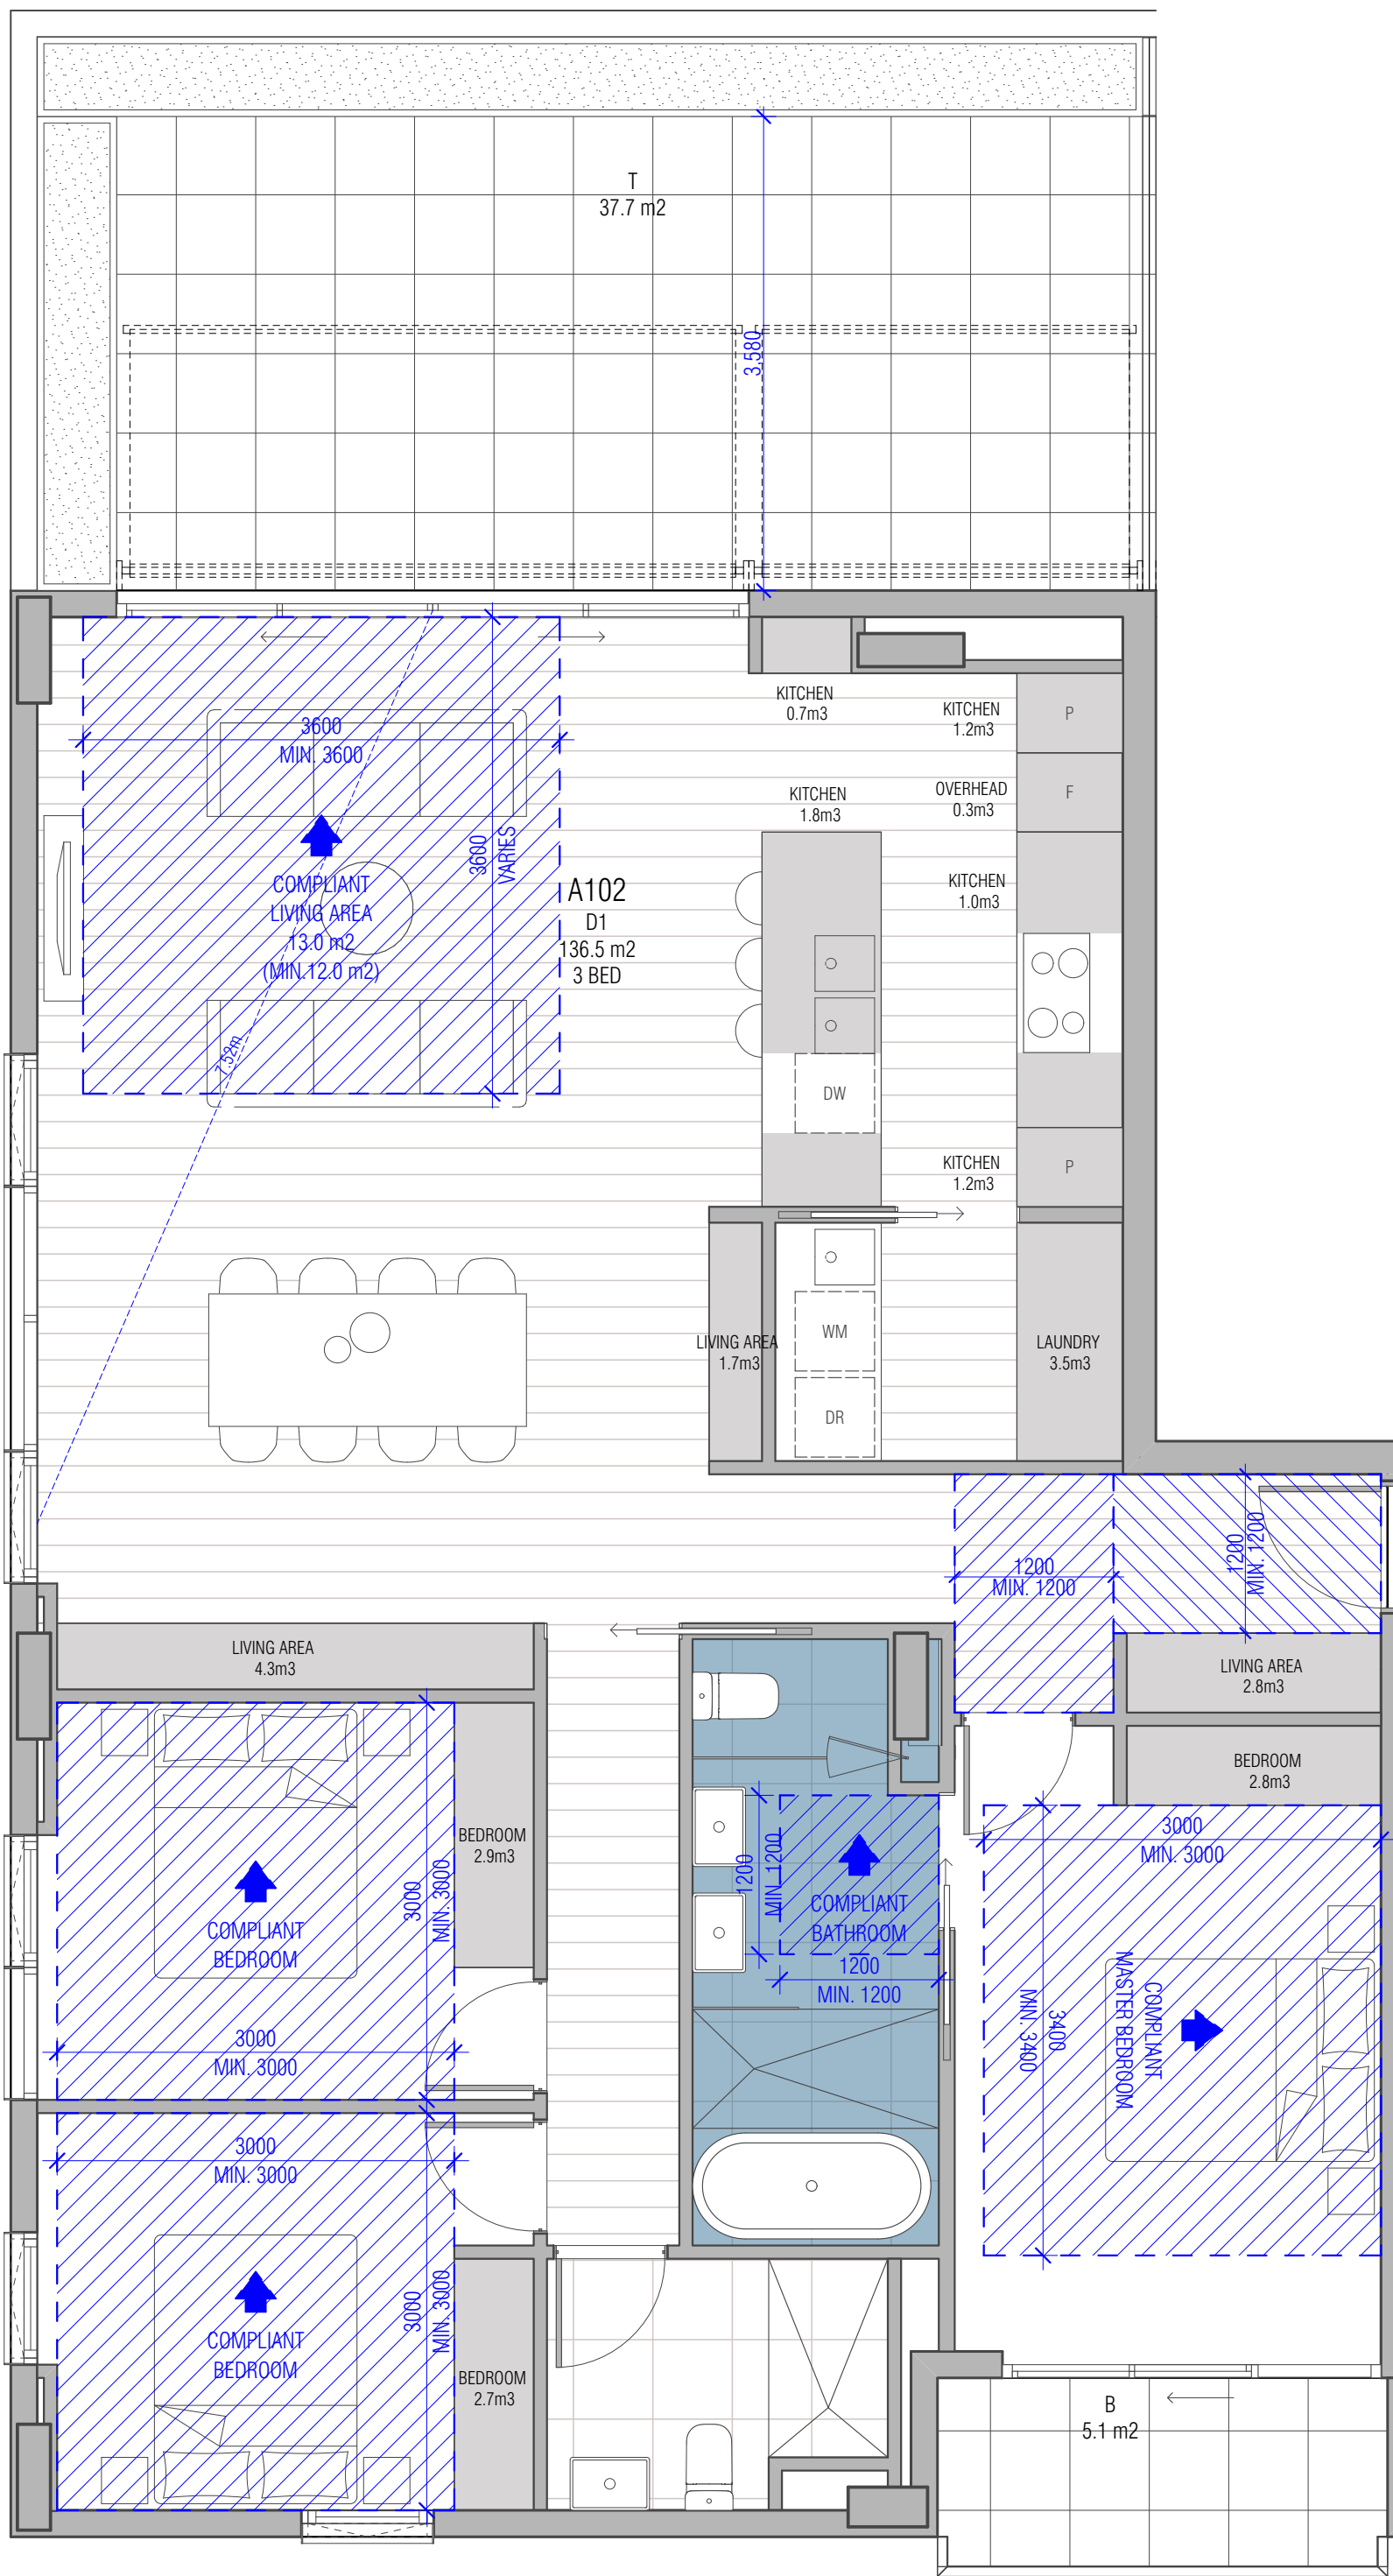 T
37.7 m2
3,580
KITCHEN
0.7m3
KITCHEN
1.2m3
P
3600
MIN. 3600
OVERHEAD
0.3m3
F
KITCHEN
1.8m3
3600
VARIES
COMPLIANT
LIVING AREA
13.0 m2
(MIN.12.0 m2)
A102
D1
136.5 m2
3 BED
KITCHEN
1.0m3
7.52m
DW
KITCHEN
1.2m3
P
LIVING AREA
1.7m3
WM
DR
LAUNDRY
3.5m3
1200
MIN. 1200
1200
MIN. 1200
LIVING AREA
4.3m3
LIVING AREA
2.8m3
BEDROOM
2.8m3
BEDROOM
2.9m3
3000
MIN. 3000
1200
MIN. 1200
COMPLIANT
BATHROOM
1200
MIN. 1200
3000
MIN. 3000
COMPLIANT
BEDROOM
3000
MIN. 3000
3400
MIN. 3400
COMPLIANT
MASTER BEDROOM
3000
MIN. 3000
3000
MIN. 3000
COMPLIANT
BEDROOM
BEDROOM
2.7m3
B
5.1 m2